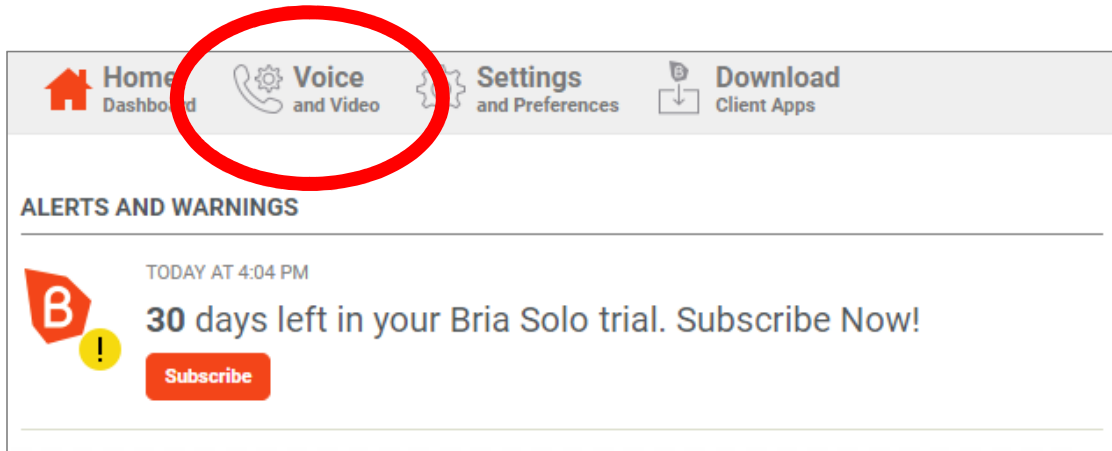 Home Voice Settings Download
Dashboard and Video and Preferences Client Apps
ALERTS AND WARNINGS
TODAY AT 4:04 PM
B
30 days left in your Bria Solo trial. Subscribe Now!
!
Subscribe